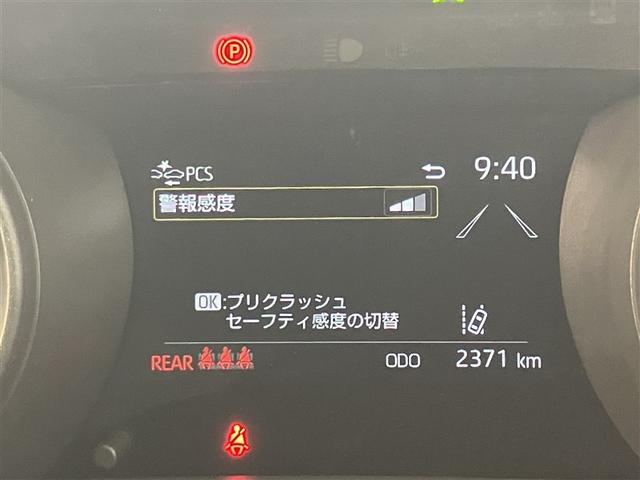 P
PCS
9:40
警報感度
OK:プリクラッシュ
セーフティ感度の切替
REAR
ODO 2371 km